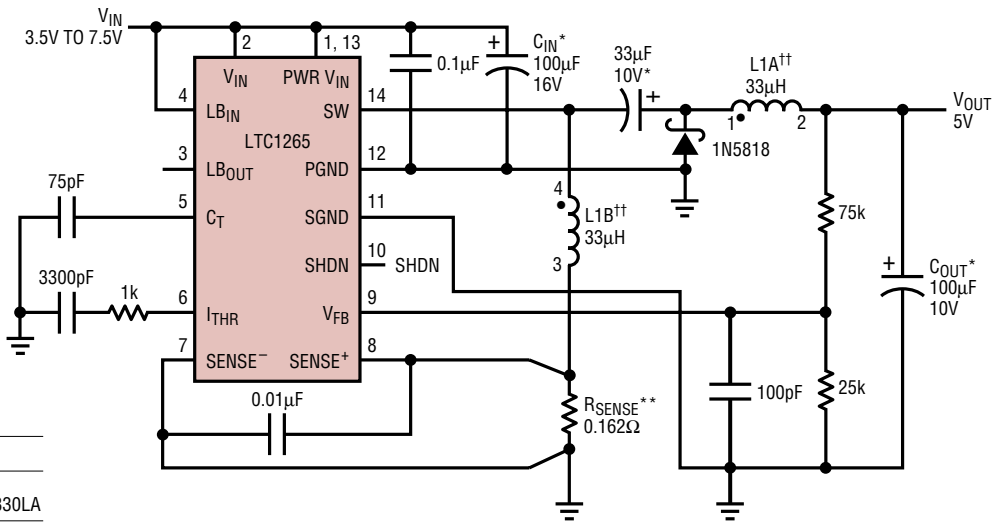 VIN
3.5V TO 7.5V
2
1, 13
VIN
PWR VIN
0.1µF
+
CIN*
100µF
16V
33µF
10V*
+
L1A††
33µH
1
2
VOUT
5V
4
LBIN
SW
14
LTC1265
1N5818
3
LBOUT
PGND
12
75pF
5
CT
SGND
11
4
L1B††
33µH
3
75k
SHDN
10
SHDN
+
COUT*
100µF
10V
3300pF
1k
6
ITHR
VFB
9
7
SENSE−
SENSE+
8
0.01µF
RSENSE**
0.162Ω
100pF
25k
330LA